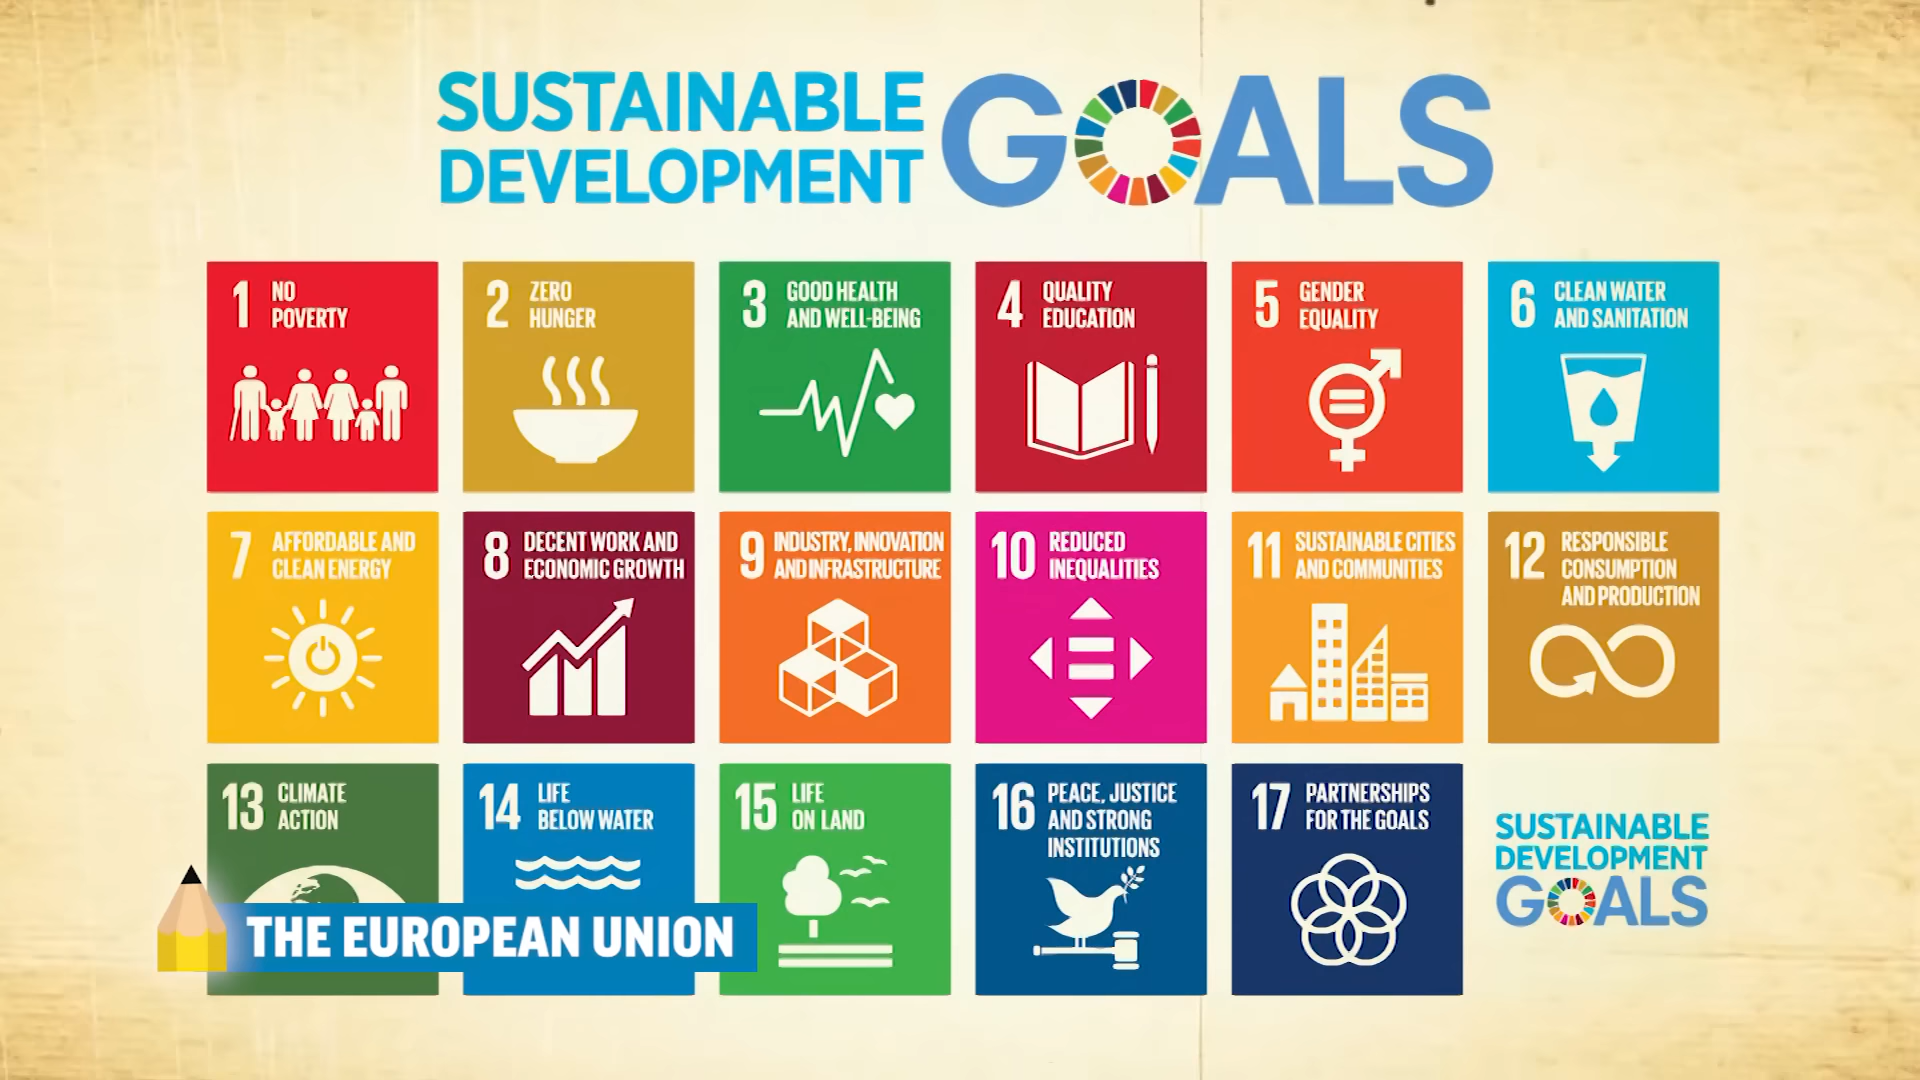 SUSTAINABLE
DEVELOPMENT
GOALS
1 NO
POVERTY
2 ZERO
HUNGER
3 GOOD HEALTH
AND WELL-BEING
4 QUALITY
EDUCATION
5 GENDER
EQUALITY
6 CLEAN WATER
AND SANITATION
7 AFFORDABLE AND
CLEAN ENERGY
8 DECENT WORK AND
ECONOMIC GROWTH
9 INDUSTRY, INNOVATION
AND INFRASTRUCTURE
10 REDUCED
INEQUALITIES
11 SUSTAINABLE CITIES
AND COMMUNITIES
12 RESPONSIBLE
CONSUMPTION
AND PRODUCTION
13 CLIMATE
ACTION
14 LIFE
BELOW WATER
15 LIFE
ON LAND
16 PEACE, JUSTICE
AND STRONG
INSTITUTIONS
17 PARTNERSHIPS
FOR THE GOALS
SUSTAINABLE
DEVELOPMENT
GOALS
THE EUROPEAN UNION